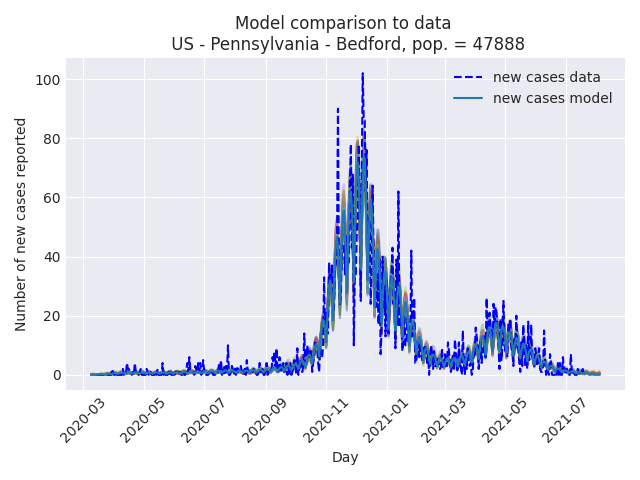 Model comparison to data
US - Pennsylvania - Bedford, pop. = 47888
new cases data
new cases model
Number of new cases reported
100
80
60
40
20
0
2020-03
2020-05
2020-07
2020-09
2020-11
2021-01
2021-03
2021-05
2021-07
Day